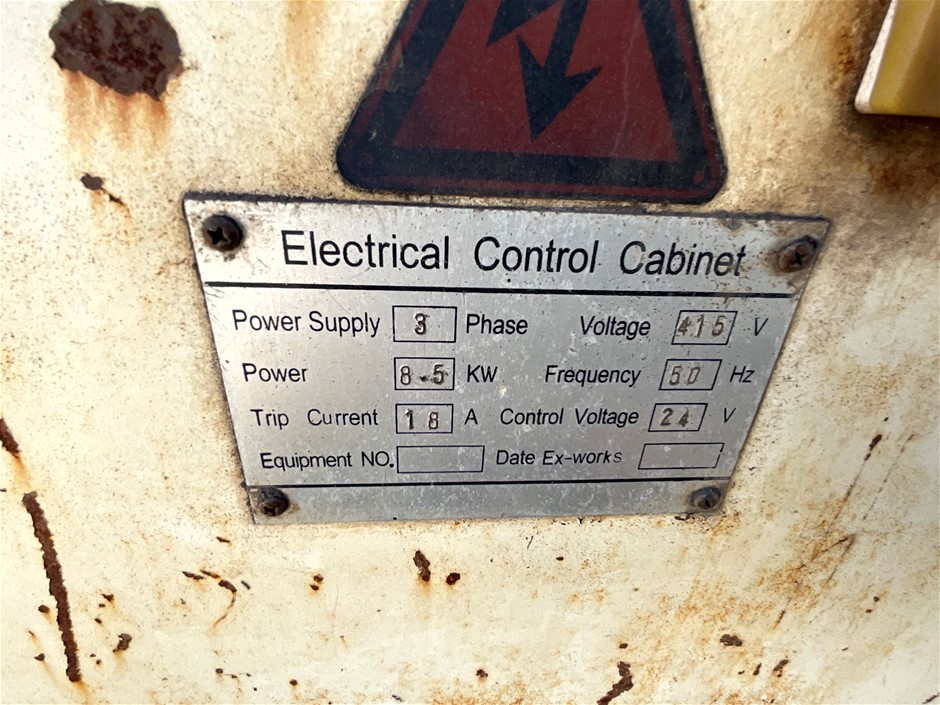 Electrical Control Cabinet
Power Supply 3 Phase Voltage 415 V
Power 8.5 KW Frequency 50 Hz
Trip Current 18 A Control Voltage 24 V
Equipment NO. Date Ex-works